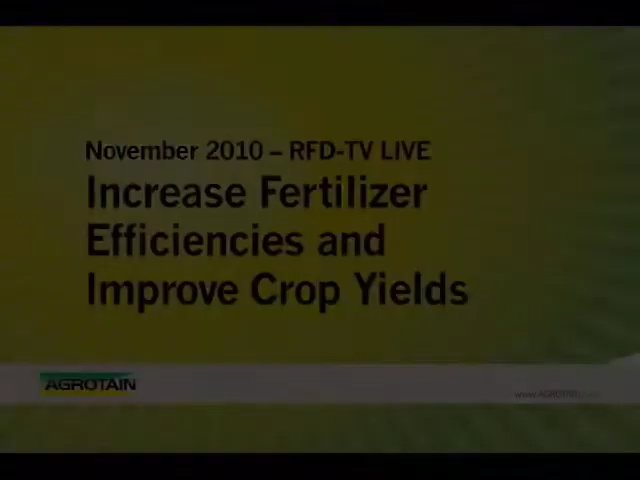 November 2010 – RFD-TV LIVE
Increase Fertilizer
Efficiencies and
Improve Crop Yields
AGROTAIN